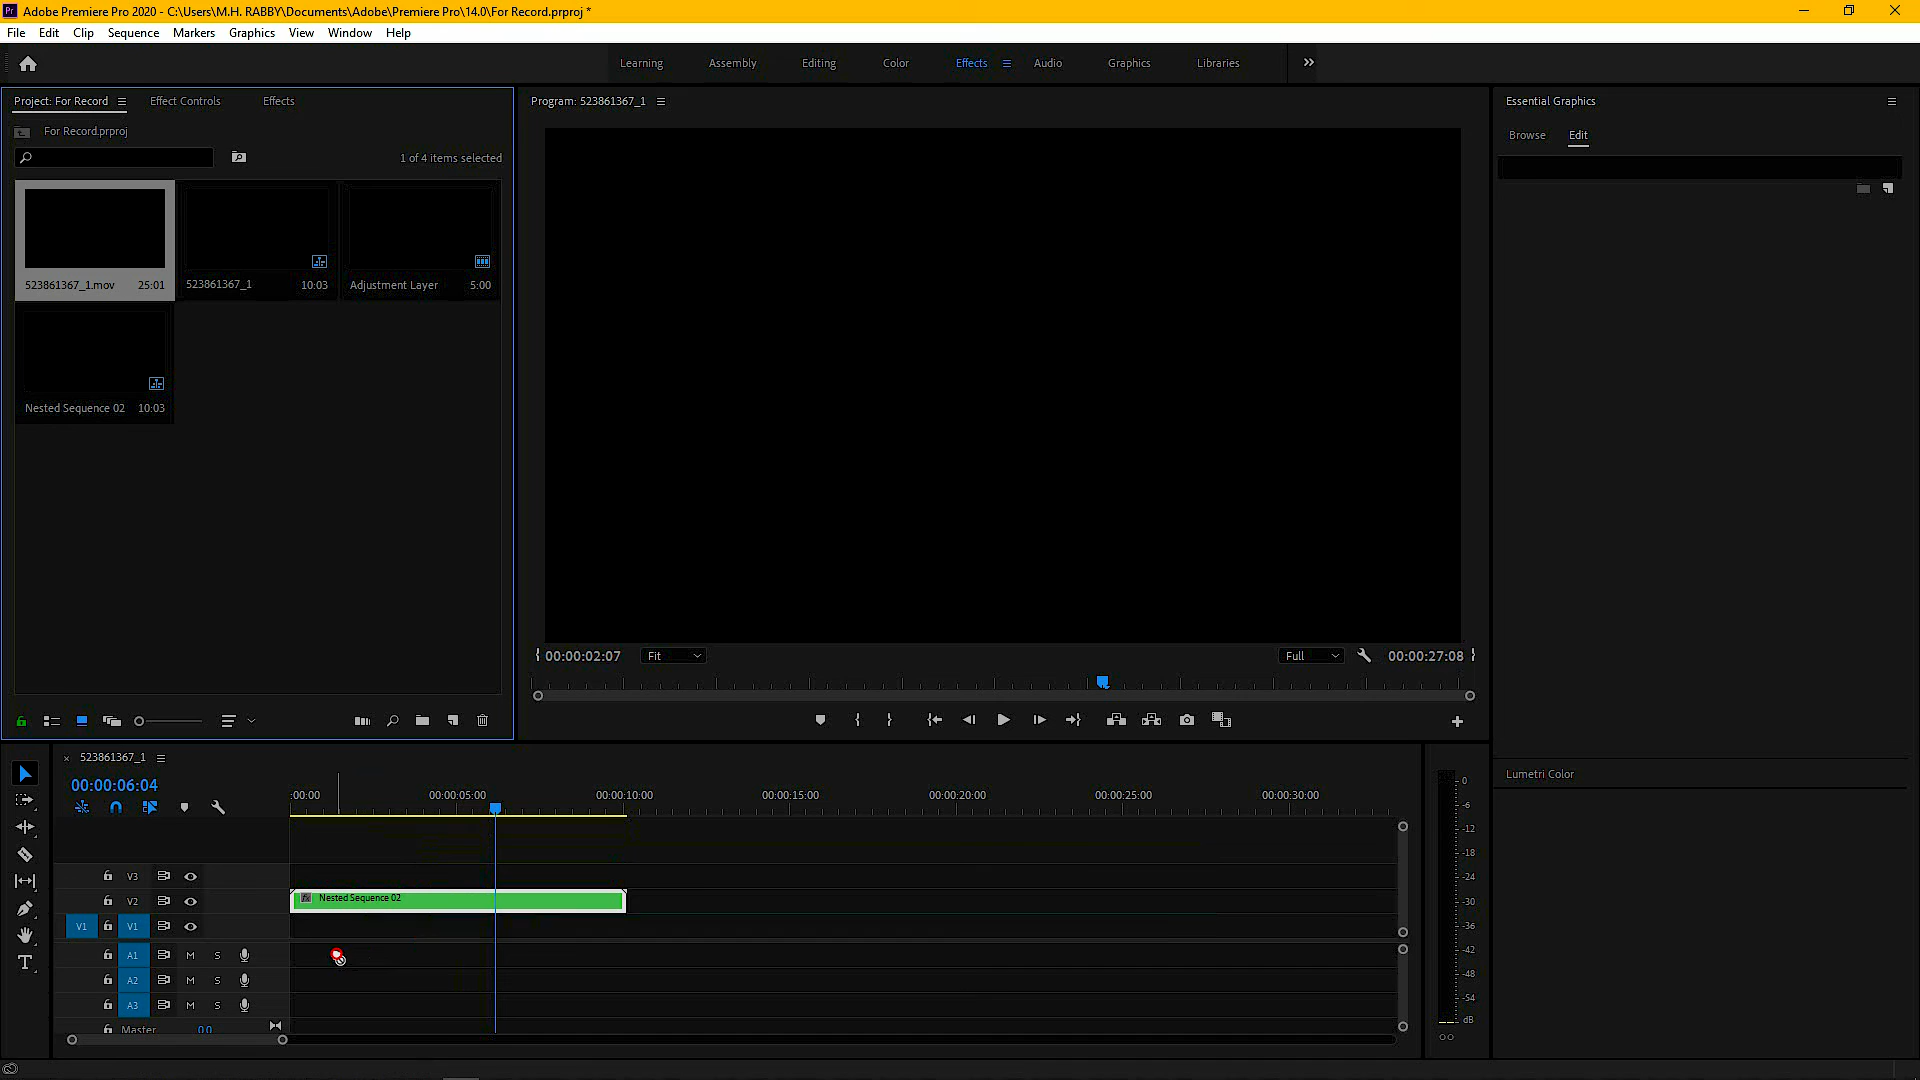 Adobe Premiere Pro 2020 - C:\Users\M.H. RABBY\Documents\Adobe\Premiere Pro\14.0\For Record.prproj *
File Edit Clip Sequence Markers Graphics View Window Help
Learning Assembly Editing Color Effects Audio Graphics Libraries
Project: For Record Effect Controls Effects
For Record.prproj
1 of 4 items selected
523861367_1.mov 25:01
523861367_1 10:03
Adjustment Layer 5:00
Nested Sequence 02 10:03
Program: 523861367_1
00:00:02:07 Fit Full 00:00:27:08
Essential Graphics
Browse Edit
Lumetri Color
523861367_1
00:00:06:04
:00:00 00:00:05:00 00:00:10:00 00:00:15:00 00:00:20:00 00:00:25:00 00:00:30:00
V3
V2
fx Nested Sequence 02
V1 V1
A1 M S
A2 M S
A3 M S
Master 0.0
0
-6
-12
-18
-24
-30
-36
-42
-48
-54
dB